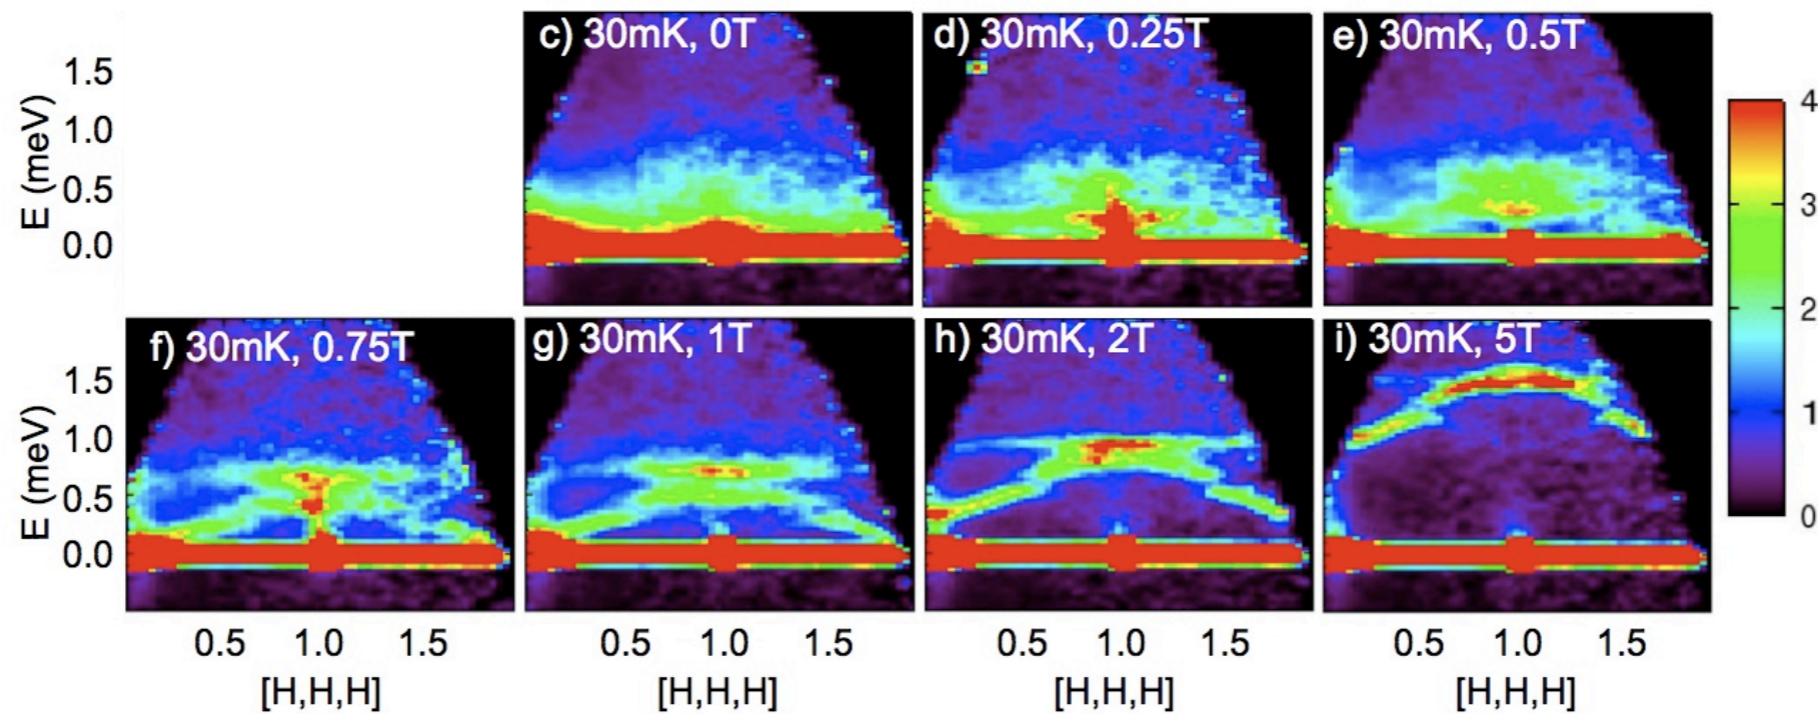 c) 30mK, 0T
d) 30mK, 0.25T
e) 30mK, 0.5T
1.5
1.0
0.5
0.0
E (meV)
4
3
2
1
0
f) 30mK, 0.75T
g) 30mK, 1T
h) 30mK, 2T
i) 30mK, 5T
1.5
1.0
0.5
0.0
E (meV)
0.5 1.0 1.5
0.5 1.0 1.5
0.5 1.0 1.5
0.5 1.0 1.5
[H,H,H]
[H,H,H]
[H,H,H]
[H,H,H]